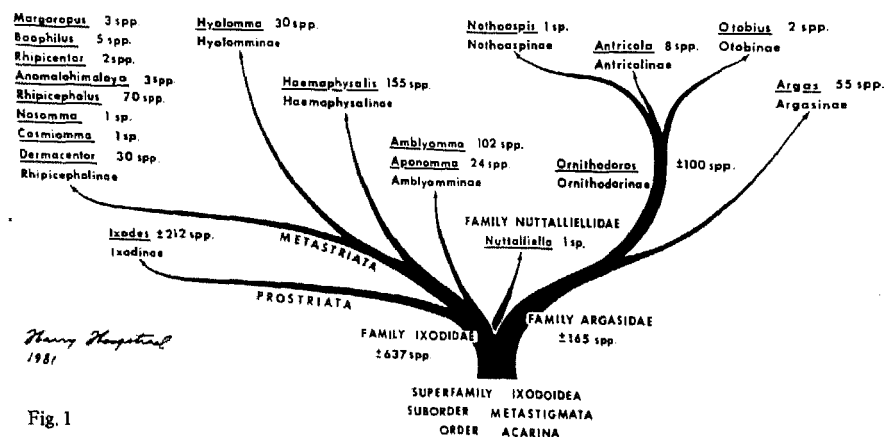 Margaropus 3 spp.
Boophilus 5 spp.
Rhipicentor 2 spp.
Anomalohimalaya 3 spp.
Rhipicephalus 70 spp.
Nosomma 1 sp.
Cosmiomma 1 sp.
Dermacentor 30 spp.
Rhipicephalinae
Hyalomma 30 spp.
Hyalomminae
Haemaphysalis 155 spp.
Haemaphysalinae
Amblyomma 102 spp.
Aponomma 24 spp.
Amblyomminae
Nothoaspis 1 sp.
Nothoaspinae
Antricola 8 spp.
Antricolinae
Otobius 2 spp.
Otobinae
Argas 55 spp.
Argasinae
Ornithodoros ±100 spp.
Ornithodorinae
FAMILY NUTTALLIELLIDAE
Nuttalliella 1 sp.
Ixodes ±212 spp.
Ixodinae
METASTRIATA
PROSTRIATA
FAMILY IXODIDAE
±637 spp.
FAMILY ARGASIDAE
±165 spp.
Harry Hoogstraal
1981
SUPERFAMILY IXODOIDEA
SUBORDER METASTIGMATA
ORDER ACARINA
Fig. 1